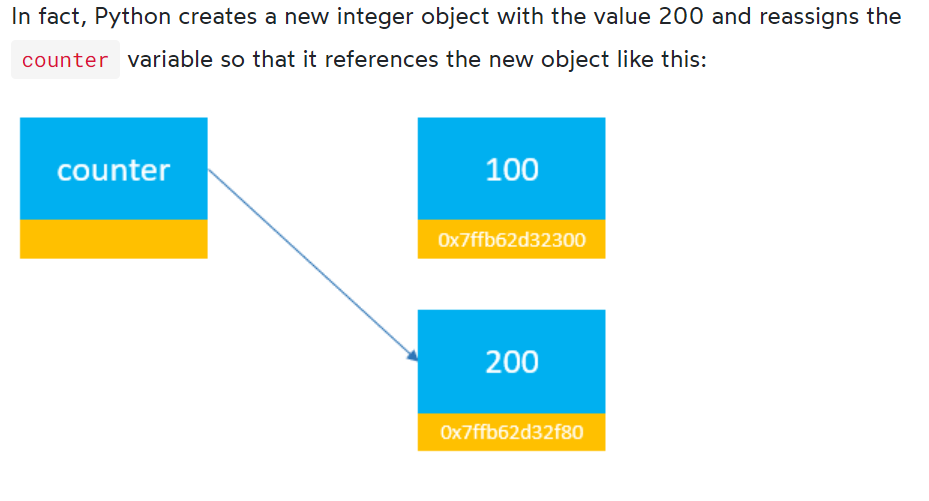 In fact, Python creates a new integer object with the value 200 and reassigns the
counter variable so that it references the new object like this:
counter
100
0x7ffb62d32300
200
0x7ffb62d32f80